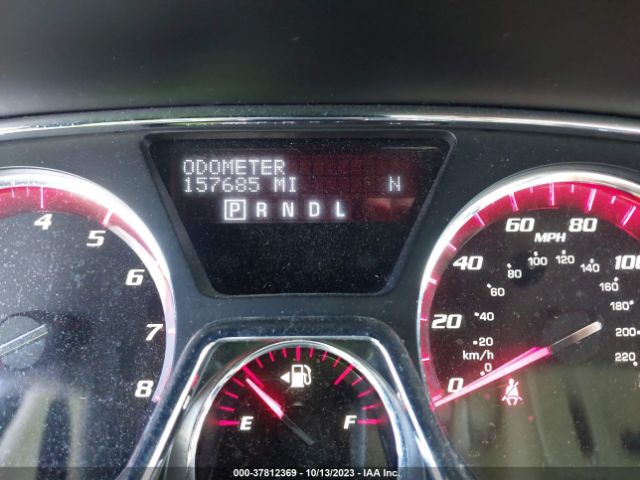 ODOMETER
157685 MI N
P R N D L
4 5 6 7 8
0 20 40 60 80 100
MPH
0 20 40 60 80 100 120 140 160 180 200 220
km/h
E F
000-37812369 | 10/13/2023 | IAA Inc.